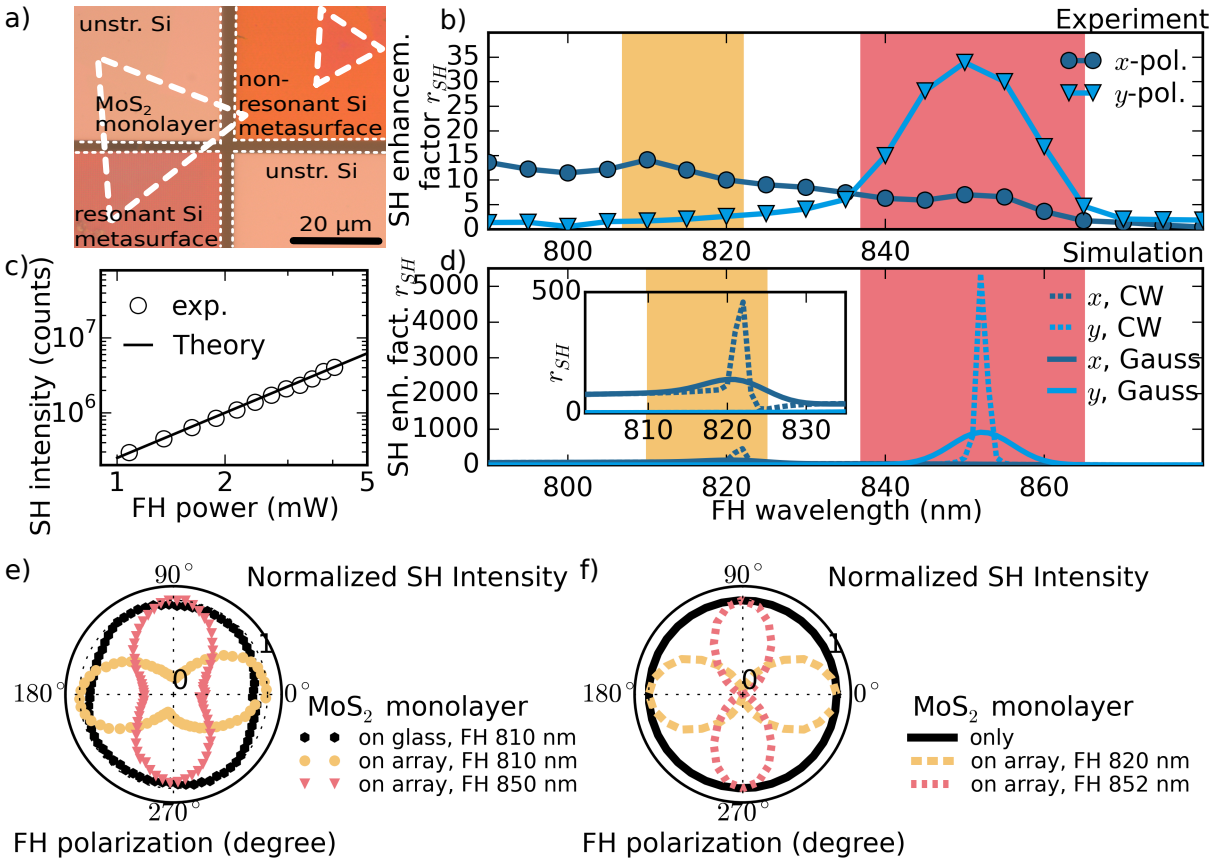 a)
unstr. Si
non-
resonant Si
metasurface
MoS2
monolayer
unstr. Si
resonant Si
metasurface
20 μm
b)
Experiment
SH enhancem.
factor rSH
35
30
25
20
15
10
5
0
x-pol.
y-pol.
800
820
840
860
c)
SH intensity (counts)
10^7
10^6
exp.
Theory
1
2
5
FH power (mW)
d)
Simulation
SH enh. fact. rSH
5000
4000
3000
2000
1000
0
500
rSH
0
810
820
830
x, CW
y, CW
x, Gauss
y, Gauss
800
820
840
860
FH wavelength (nm)
e)
Normalized SH Intensity
90°
1
0
180°
0°
270°
MoS2 monolayer
on glass, FH 810 nm
on array, FH 810 nm
on array, FH 850 nm
FH polarization (degree)
f)
Normalized SH Intensity
90°
1
0
180°
0°
270°
MoS2 monolayer
only
on array, FH 820 nm
on array, FH 852 nm
FH polarization (degree)